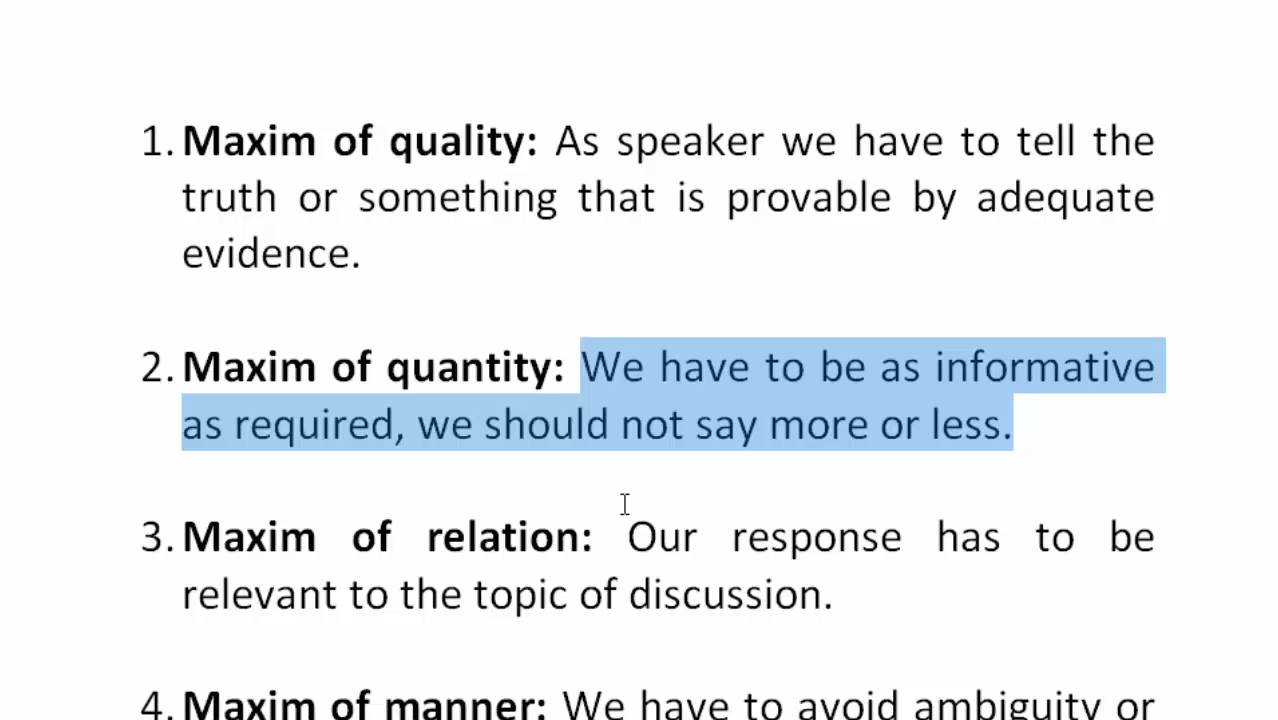 1. Maxim of quality: As speaker we have to tell the
truth or something that is provable by adequate
evidence.
2. Maxim of quantity: We have to be as informative
as required, we should not say more or less.
3. Maxim of relation: Our response has to be
relevant to the topic of discussion.
4. Maxim of manner: We have to avoid ambiguity or